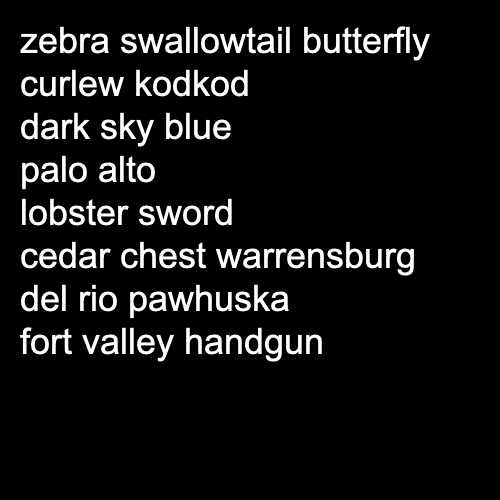 zebra swallowtail butterfly
curlew kodkod
dark sky blue
palo alto
lobster sword
cedar chest warrensburg
del rio pawhuska
fort valley handgun